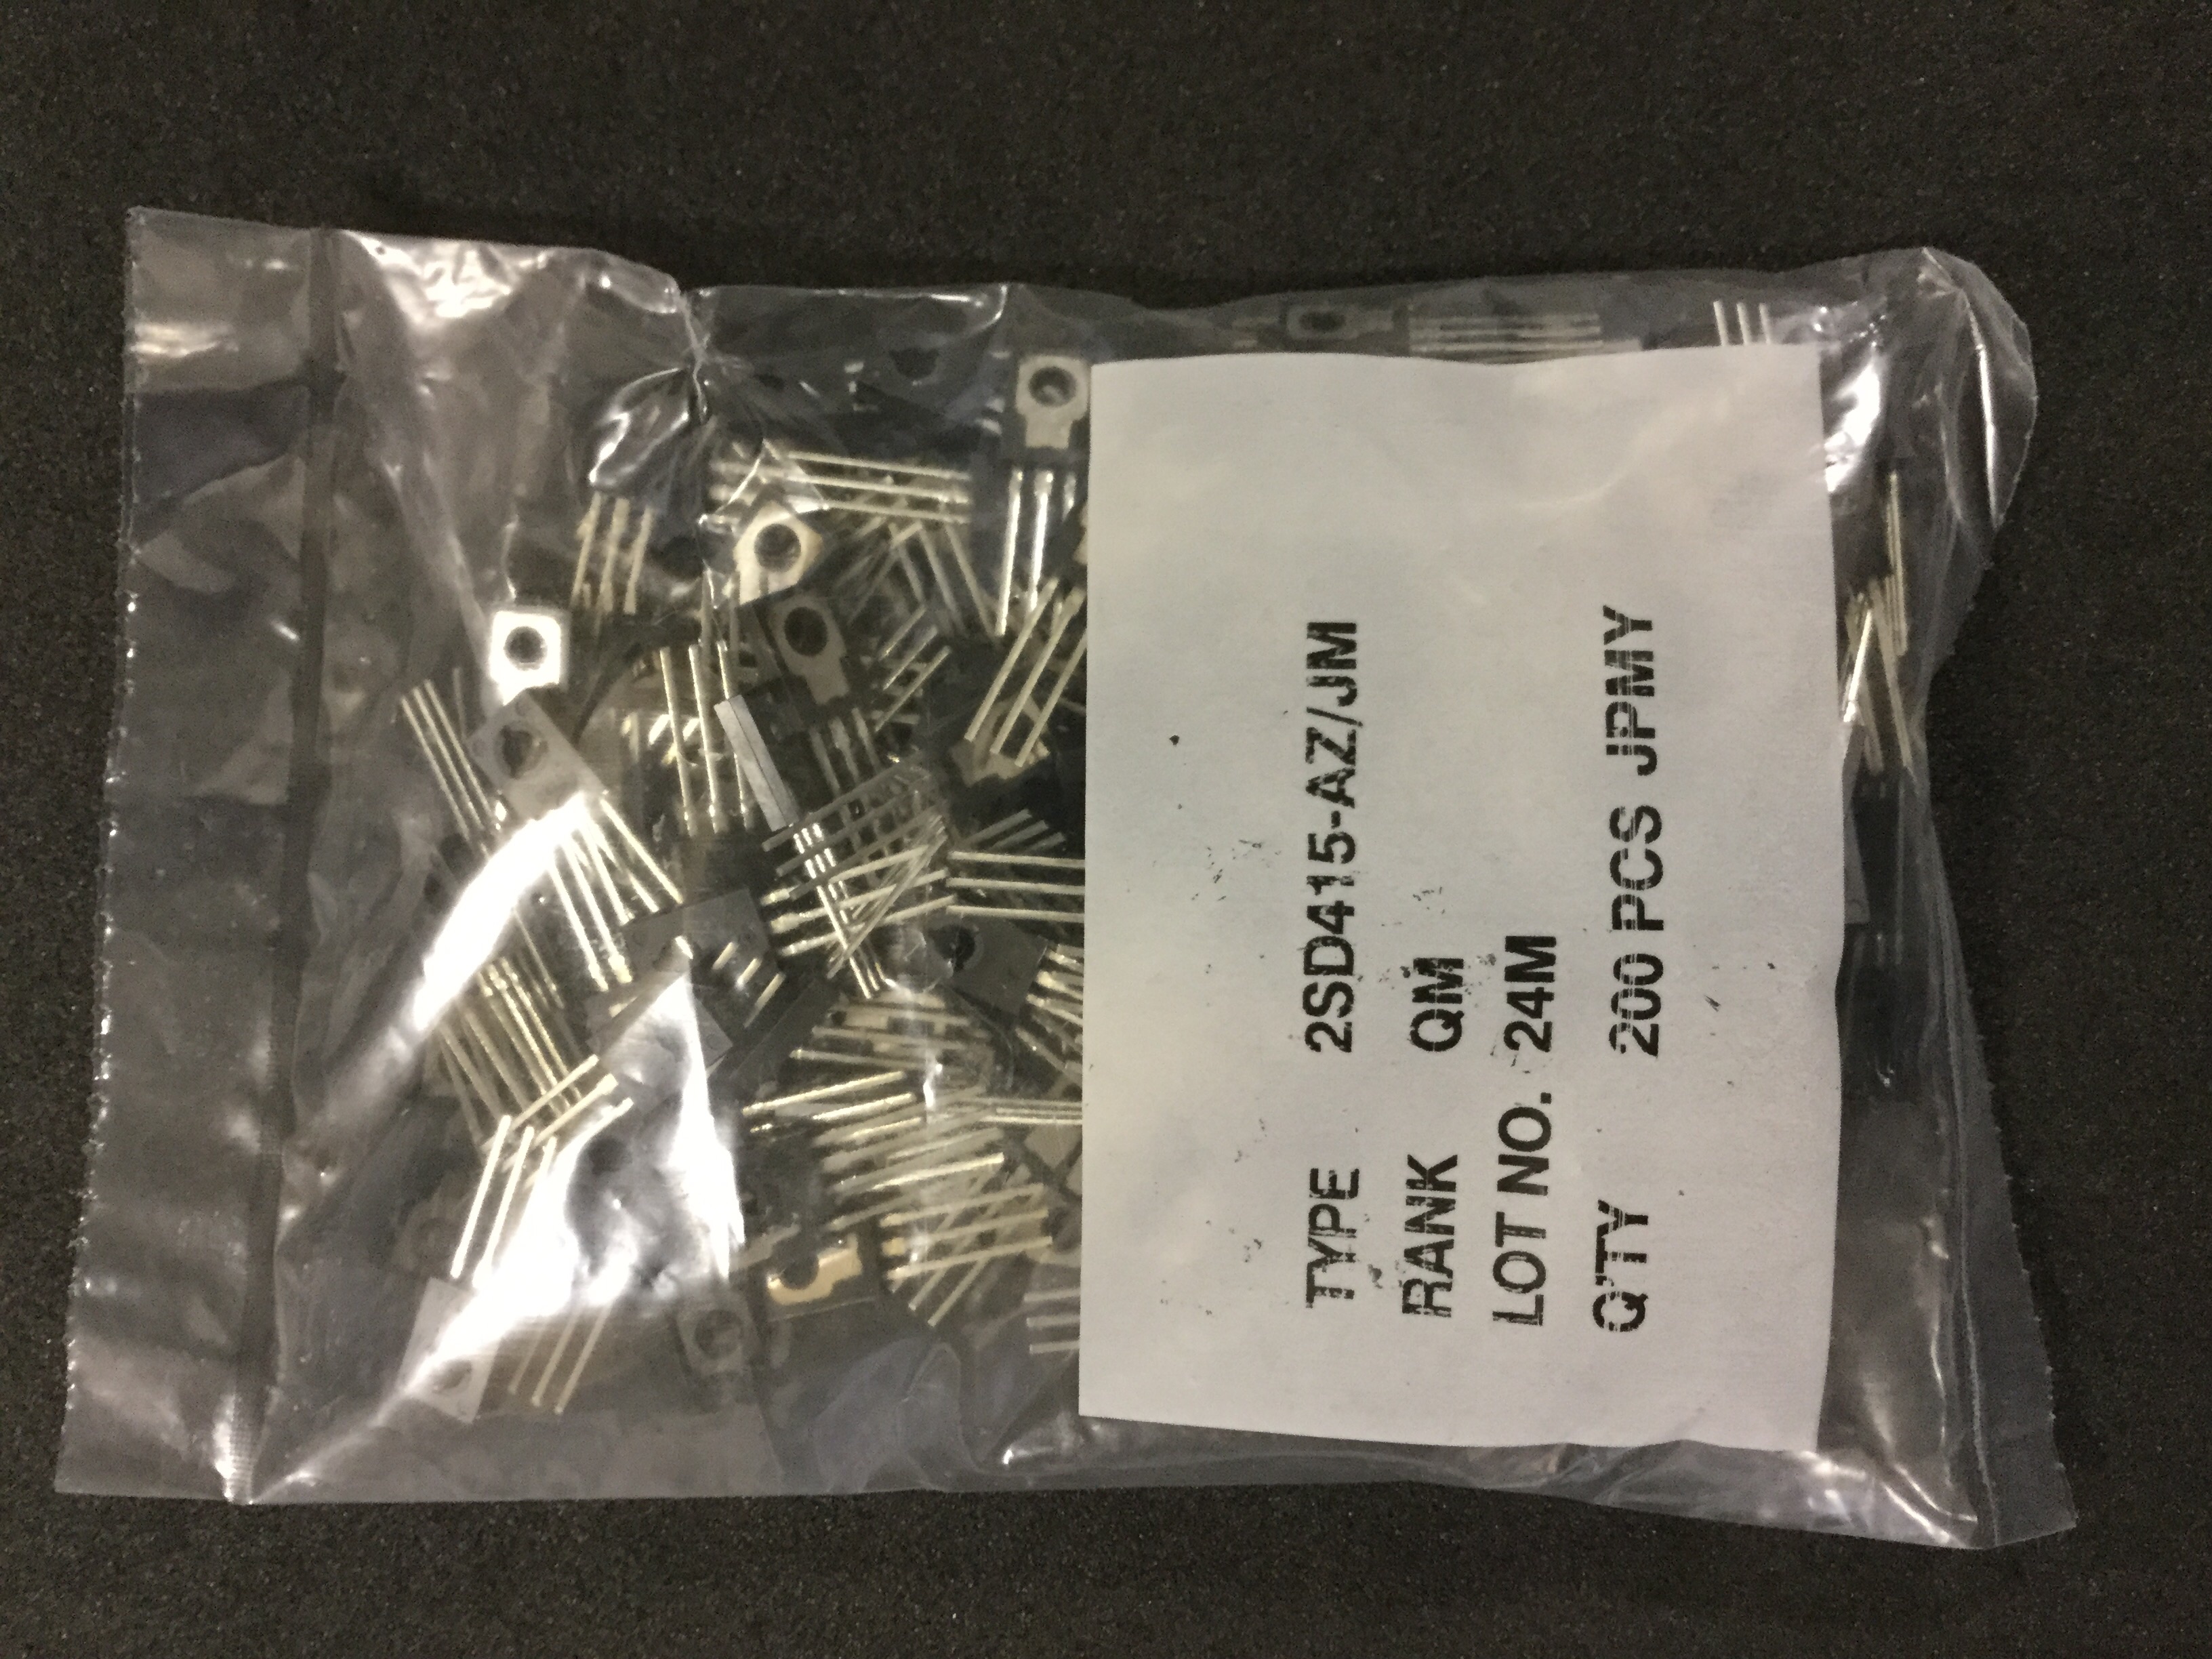 TYPE 2SD415-AZ/JM
RANK QM
LOT NO. 24M
Q'TY 200 PCS JPMY